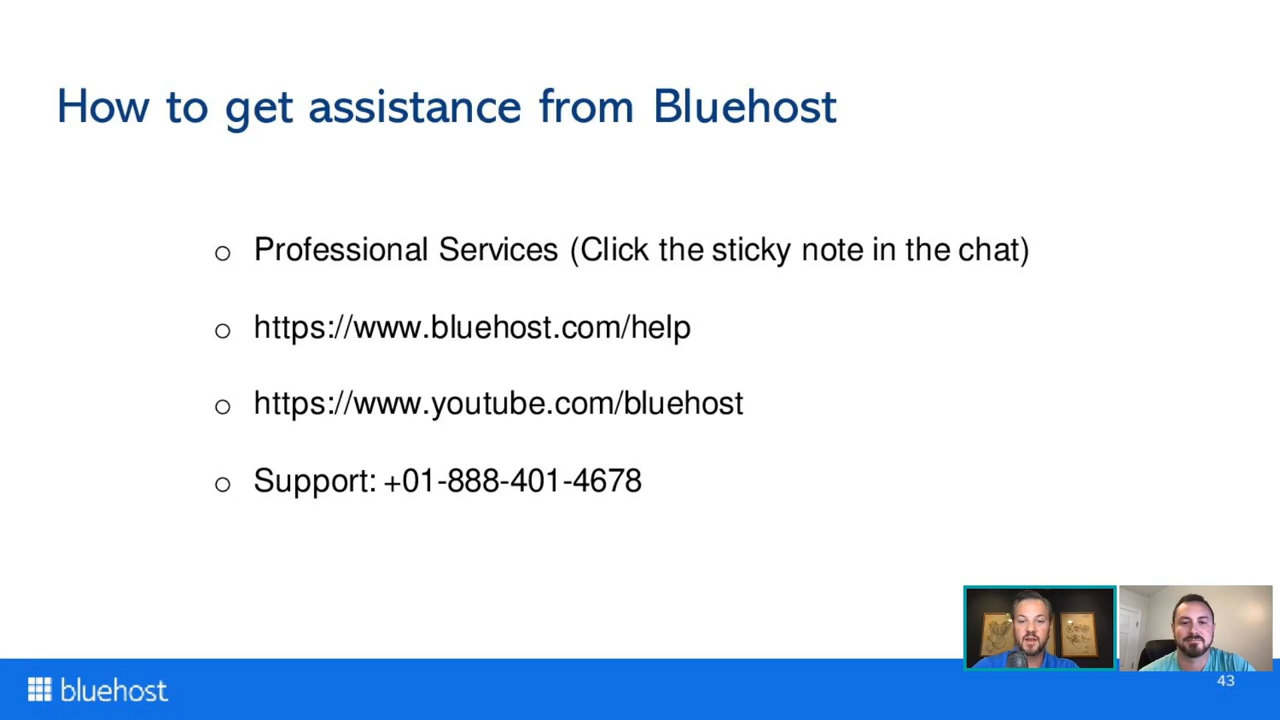 How to get assistance from Bluehost
Professional Services (Click the sticky note in the chat)
https://www.bluehost.com/help
https://www.youtube.com/bluehost
Support: +01-888-401-4678
bluehost
43